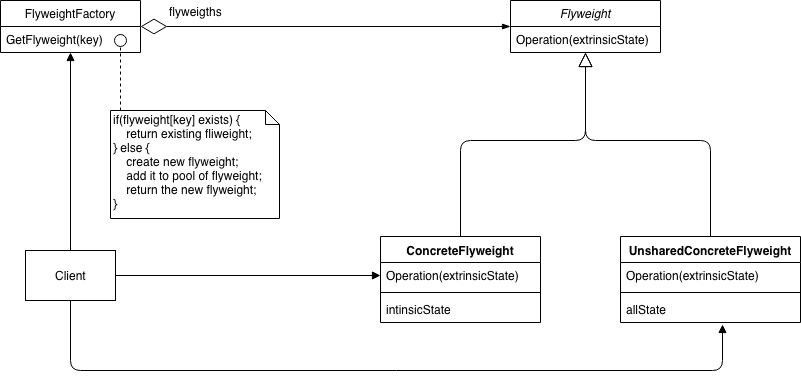 FlyweightFactory
GetFlyweight(key)
flyweigths
Flyweight
Operation(extrinsicState)
if(flyweight[key] exists) {
return existing fliweight;
} else {
create new flyweight;
add it to pool of flyweight;
return the new flyweight;
}
Client
ConcreteFlyweight
Operation(extrinsicState)
intinsicState
UnsharedConcreteFlyweight
Operation(extrinsicState)
allState